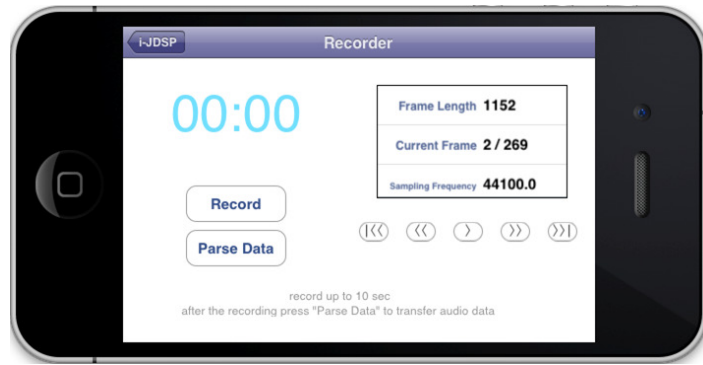 i-JDSP
Recorder
00:00
Frame Length 1152
Current Frame 2 / 269
Sampling Frequency 44100.0
Record
Parse Data
|<< << > >> >>|
record up to 10 sec
after the recording press "Parse Data" to transfer audio data